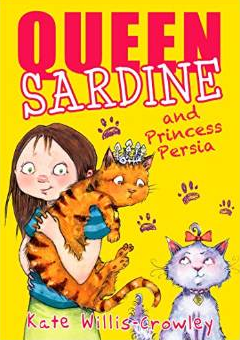 QUEEN
SARDINE
and
Princess
Persia
Kate Willis-Crowley